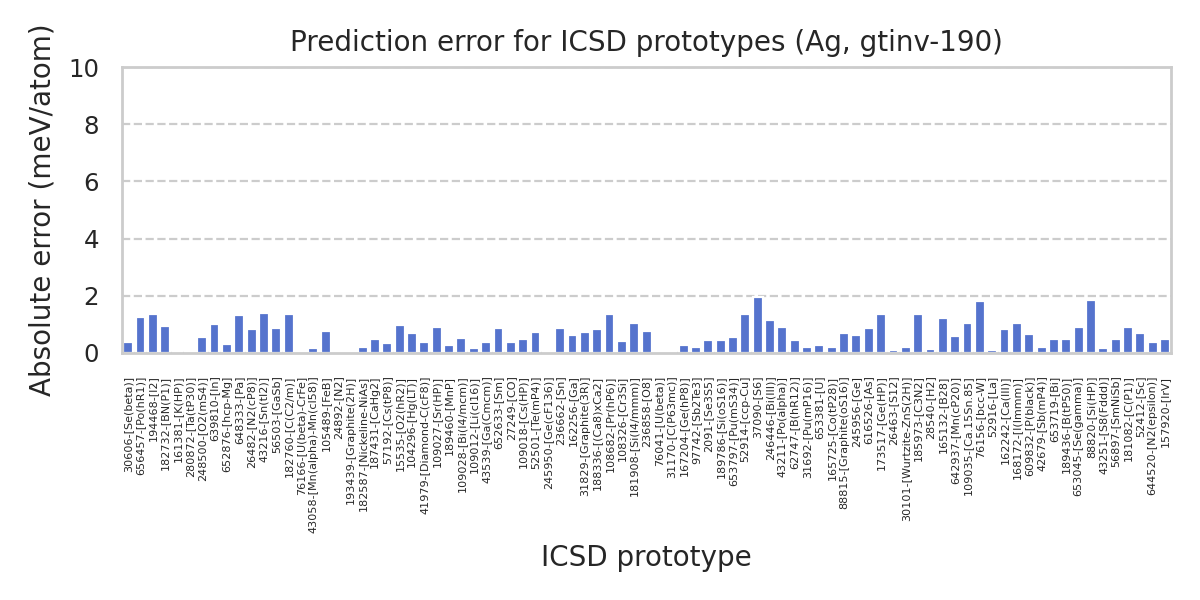 Prediction error for ICSD prototypes (Ag, gtinv-190)
Absolute error (meV/atom)
10
8
6
4
2
0
30606-[Se(beta)]
656457-[Po(hR1)]
194468-[I2]
182732-[BN(P1)]
161381-[K(HP)]
280872-[Ta(tP30)]
248500-[O2(mS4)]
639810-[In]
652876-[hcp-Mg]
648333-[Pa]
26482-[N2(cP8)]
43216-[Sn(tI2)]
56503-[GaSb]
182760-[C(C2/m)]
76166-[U(beta)-CrFe]
43058-[Mn(alpha)-Mn(cI58)]
105489-[FeB]
24892-[N2]
193439-[Graphite(2H)]
182587-[Nickeline-NiAs]
187431-[CaHg2]
57192-[Cs(tP8)]
15535-[O2(hR2)]
104296-[Hg(LT)]
41979-[Diamond-C(cF8)]
109027-[Sr(HP)]
189460-[MnP]
109028-[Bi(I4/mcm)]
109012-[Li(cI16)]
43539-[Ga(Cmcm)]
652633-[Sm]
27249-[CO]
109018-[Cs(HP)]
52501-[Te(mP4)]
245950-[Ge(cF136)]
236662-[Sn]
162256-[Ga]
31829-[Graphite(3R)]
188336-[(Ca8)xCa2]
108682-[Pr(hP6)]
108326-[Cr3Si]
181908-[Si(I4/mmm)]
236858-[O8]
76041-[U(beta)]
31170-[C(P63mc)]
167204-[Ge(hP8)]
97742-[Sb2Te3]
2091-[Se3S5]
189786-[Si(oS16)]
653797-[Pu(mS34)]
52914-[ccp-Cu]
37090-[S6]
246446-[Bi(III)]
43211-[Po(alpha)]
62747-[B(hR12)]
31692-[Pu(mP16)]
653381-[U]
165725-[Co(tP28)]
88815-[Graphite(oS16)]
245956-[Ge]
616526-[As]
173517-[Ge(HP)]
26463-[S12]
30101-[Wurtzite-ZnS(2H)]
185973-[C3N2]
28540-[H2]
165132-[B28]
642937-[Mn(cP20)]
109035-[Ca.15Sn.85]
76156-[bcc-W]
52916-[La]
162242-[Ca(III)]
168172-[I(Immm)]
609832-[P(black)]
42679-[Sb(mP4)]
653719-[Bi]
189436-[B(tP50)]
653045-[Se(gamma)]
88820-[Si(HP)]
43251-[S8(Fddd)]
56897-[SmNiSb]
181082-[C(P1)]
52412-[Sc]
644520-[N2(epsilon)]
157920-[IrV]
ICSD prototype